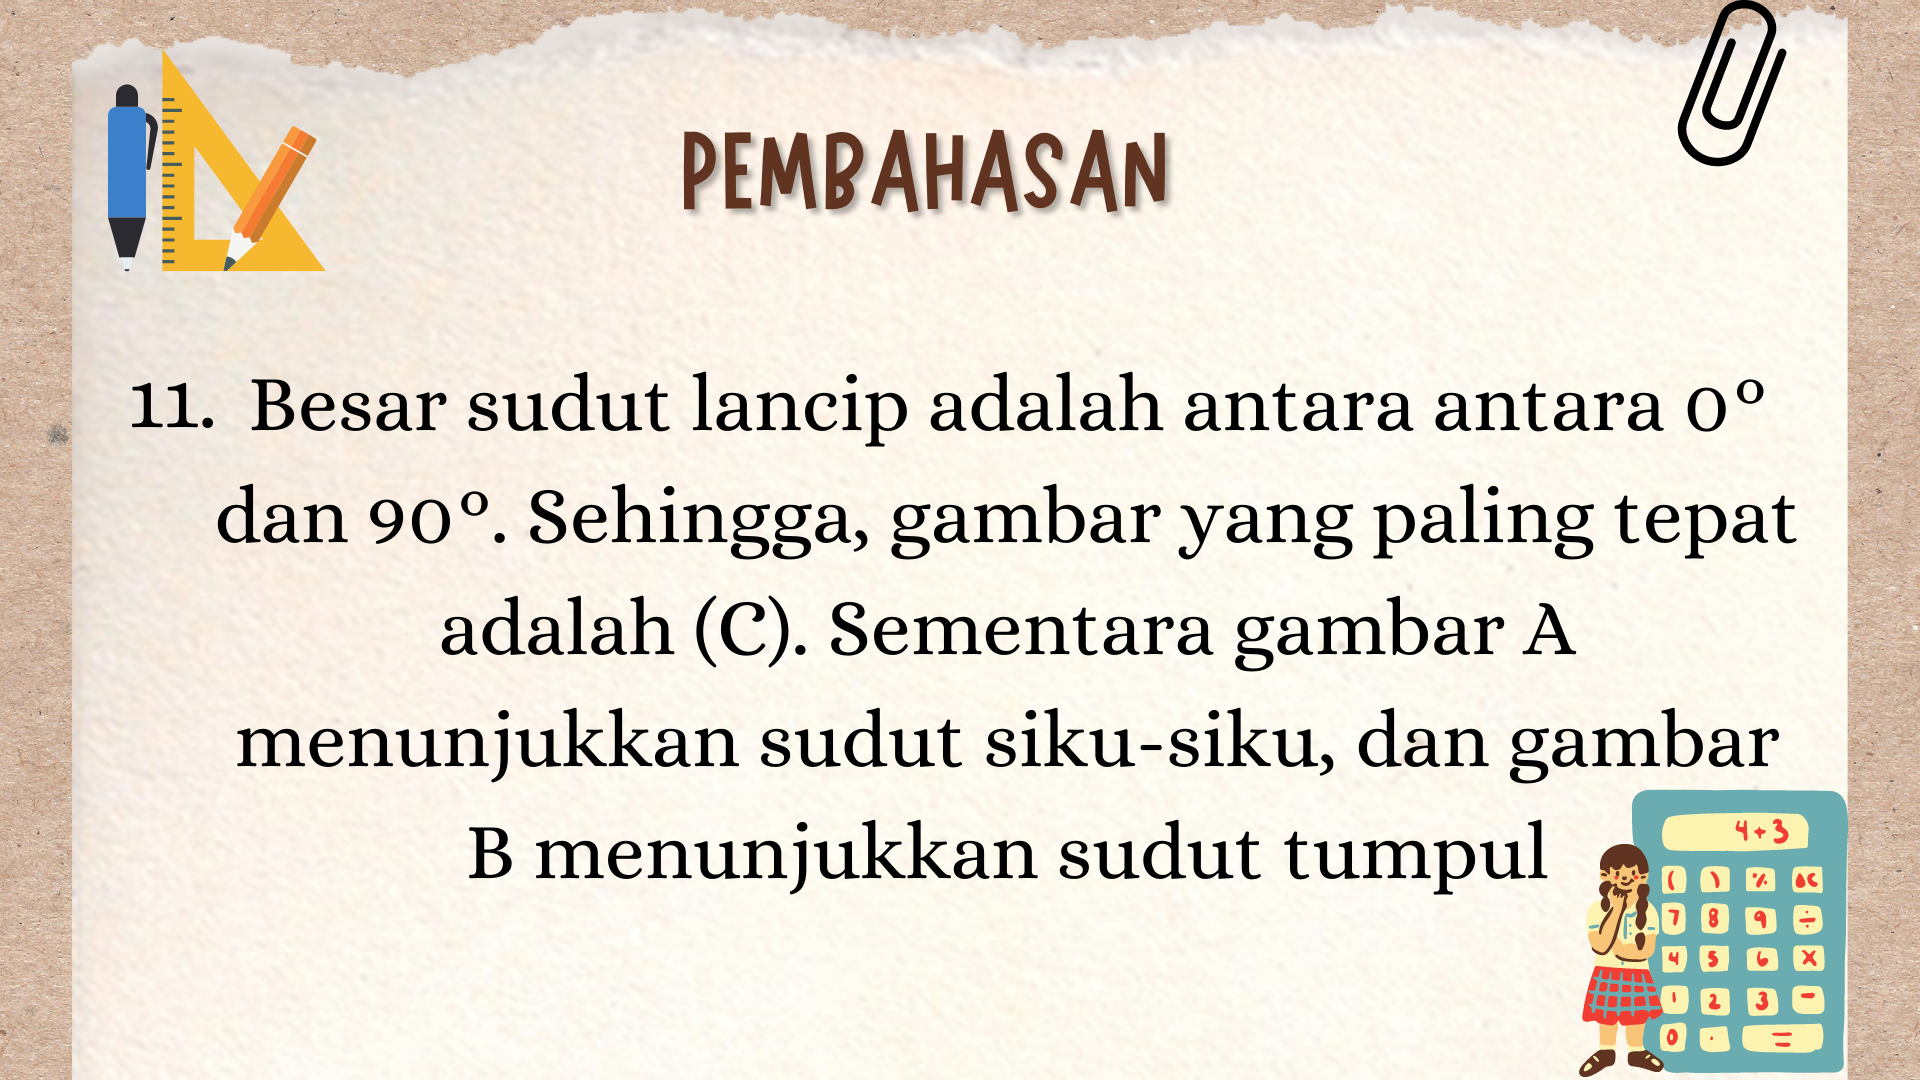 PEMBAHASAN
11. Besar sudut lancip adalah antara antara 0°
dan 90°. Sehingga, gambar yang paling tepat
adalah (C). Sementara gambar A
menunjukkan sudut siku-siku, dan gambar
B menunjukkan sudut tumpul
4+3
( ) % AC
7 8 9 ÷
4 5 6 X
1 2 3 -
0 . =